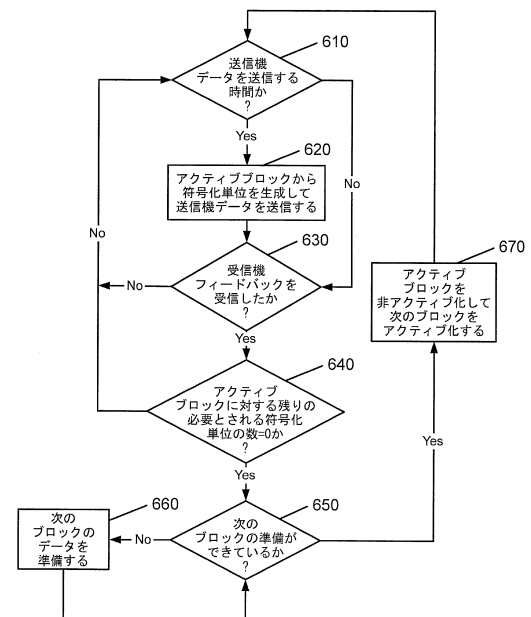 610
送信機
データを送信する
時間か
?
Yes
620
アクティブブロックから
符号化単位を生成して
送信機データを送信する
No
630
受信機
フィードバックを
受信したか
?
No
No
Yes
670
アクティブ
ブロックを
非アクティブ化して
次のブロックを
アクティブ化する
640
アクティブ
ブロックに対する残りの
必要とされる符号化
単位の数=0か
?
Yes
Yes
650
次の
ブロックの準備が
できているか
?
No
660
次の
ブロックの
データを
準備する